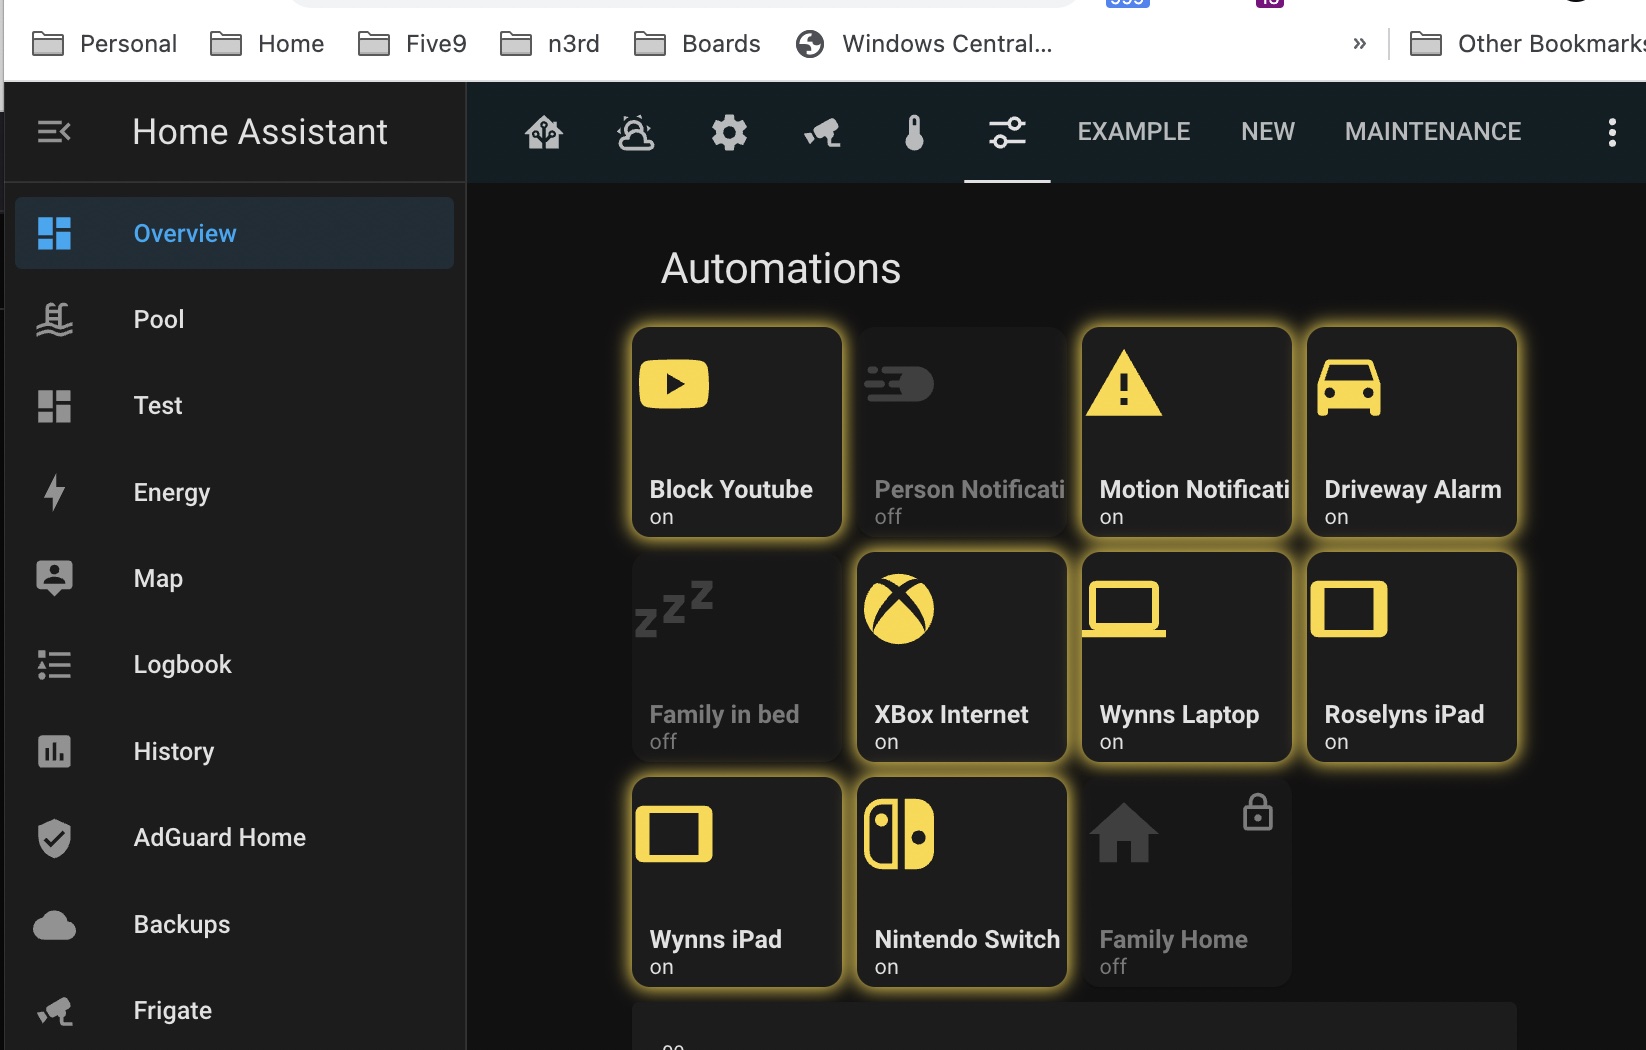 Personal
Home
Five9
n3rd
Boards
Windows Central...
»
Other Bookmarks
Home Assistant
EXAMPLE
NEW
MAINTENANCE
Overview
Pool
Test
Energy
Map
Logbook
History
AdGuard Home
Backups
Frigate
Automations
Block Youtube
on
Person Notificati
off
Motion Notificati
on
Driveway Alarm
on
zzz
Family in bed
off
XBox Internet
on
Wynns Laptop
on
Roselyns iPad
on
Wynns iPad
on
Nintendo Switch
on
Family Home
off